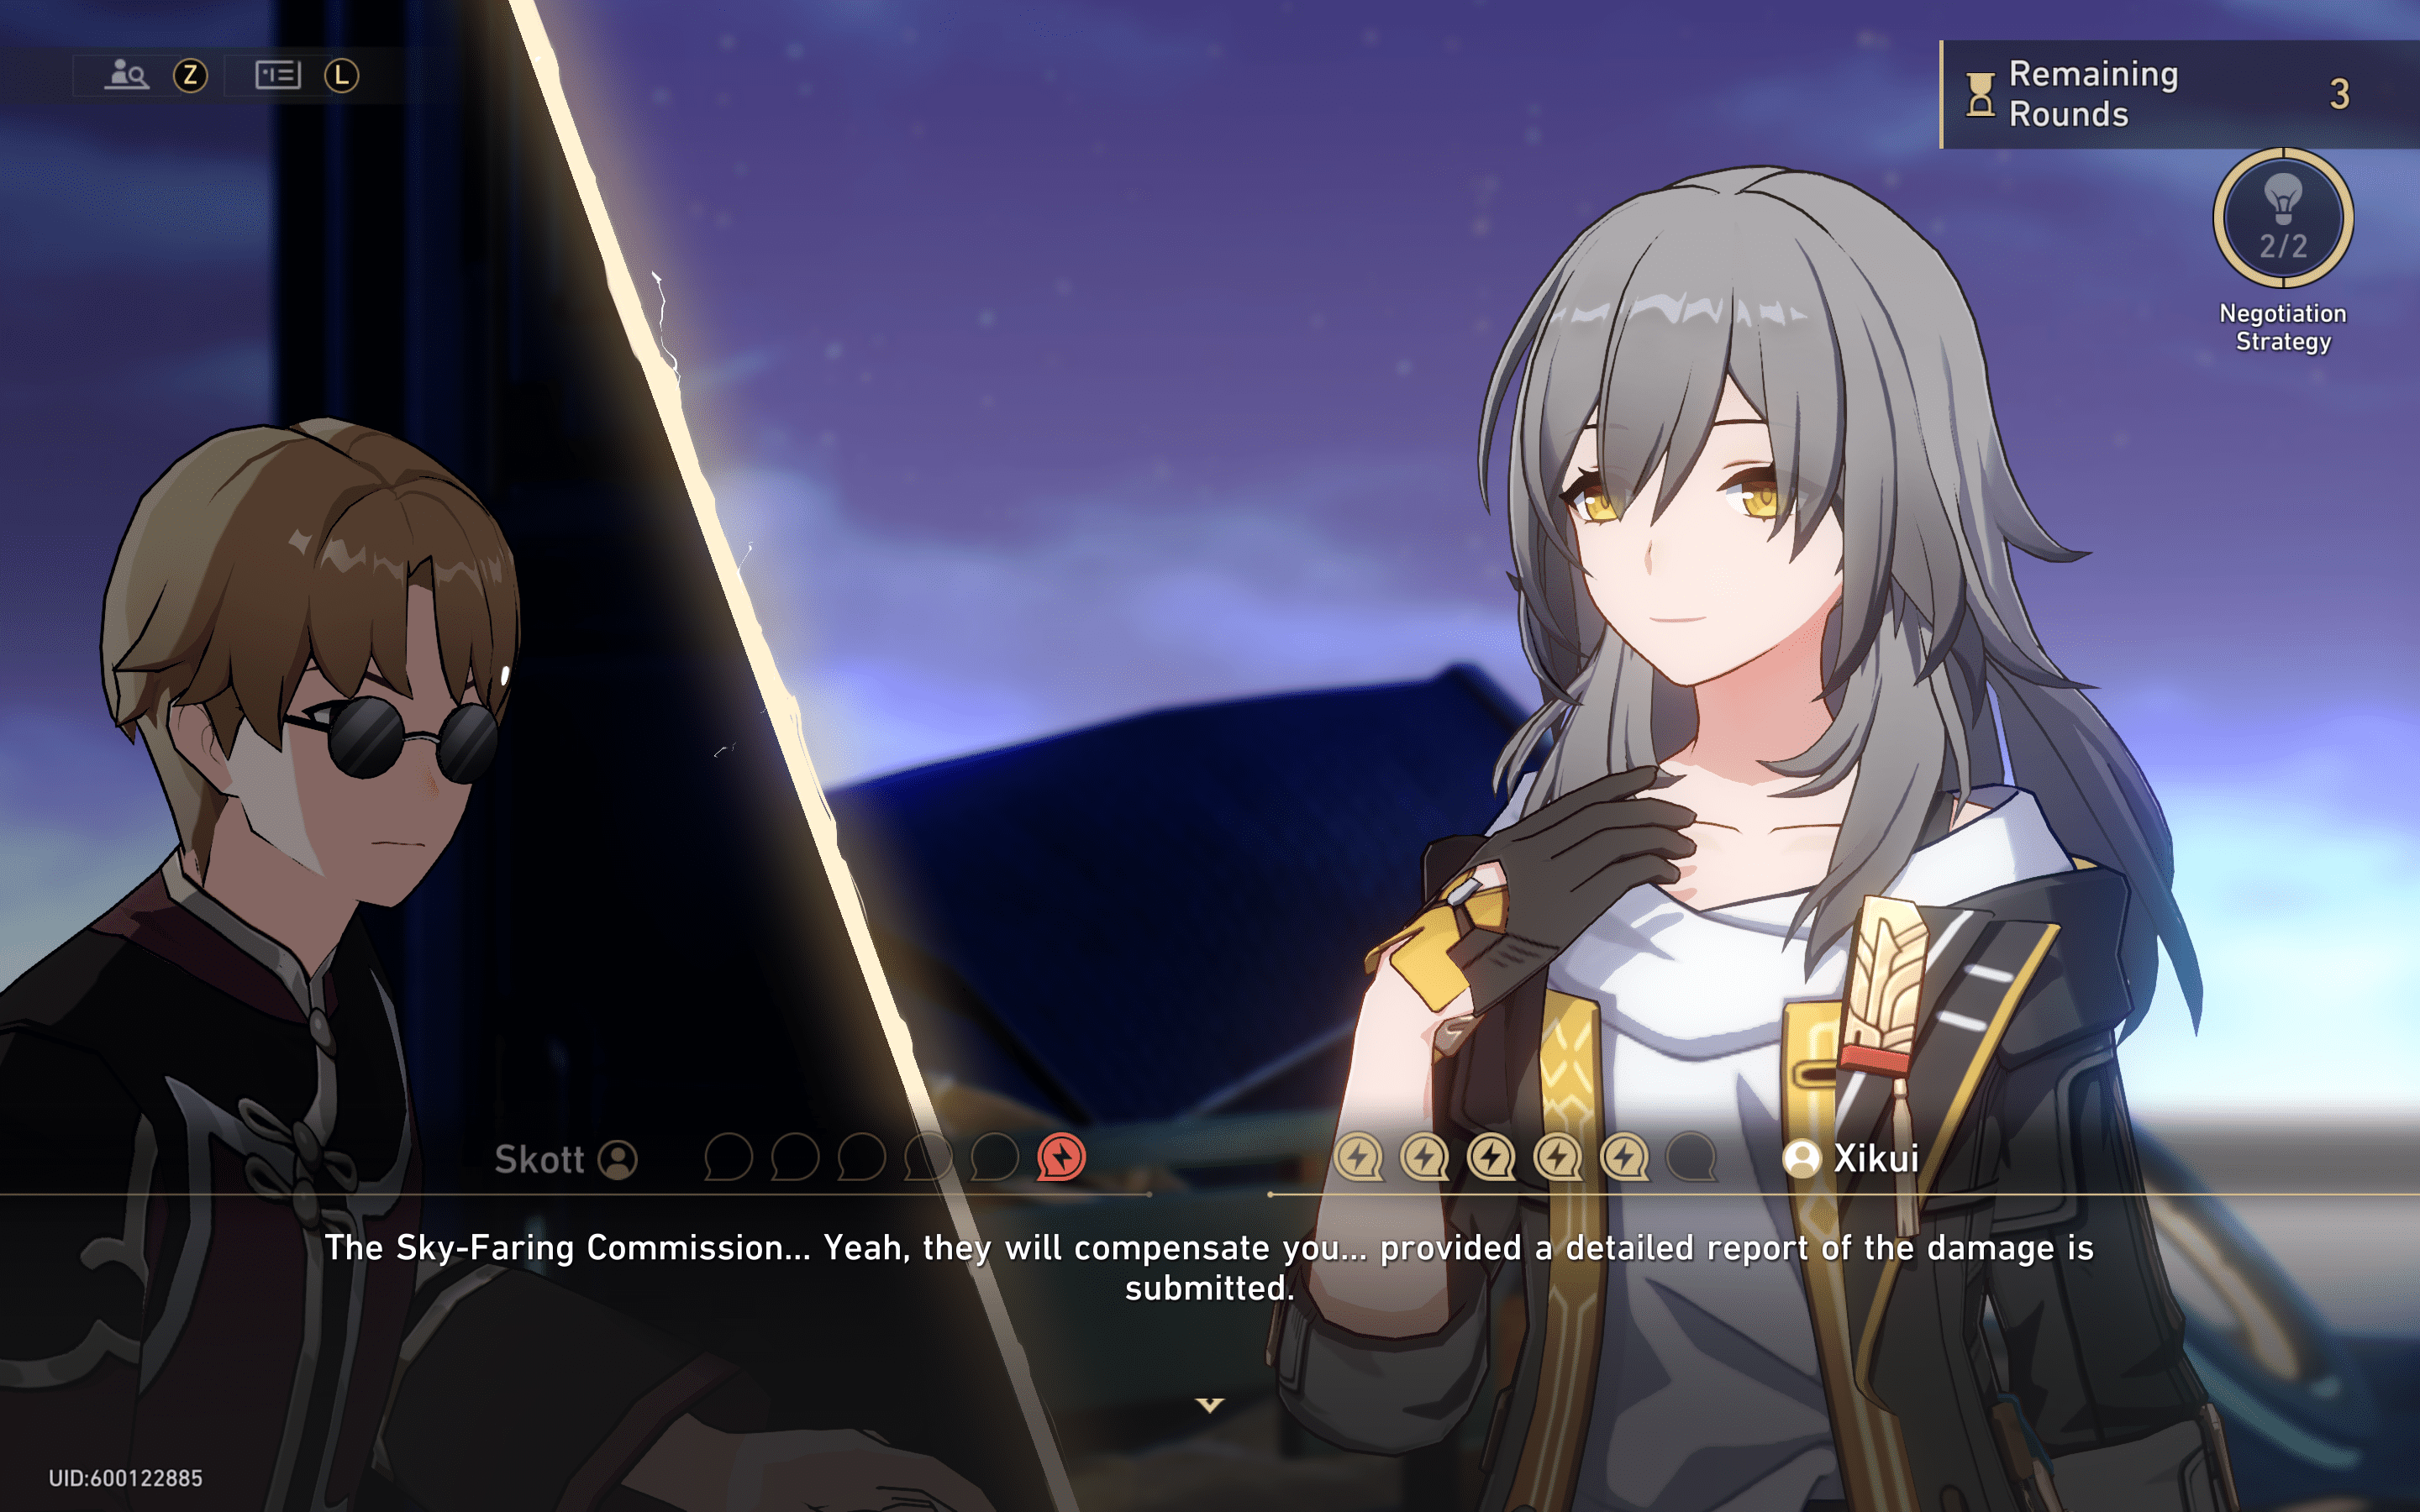 Z
L
Remaining
Rounds
3
2/2
Negotiation
Strategy
Skott
Xikui
The Sky-Faring Commission... Yeah, they will compensate you... provided a detailed report of the damage is
submitted.
UID:600122885